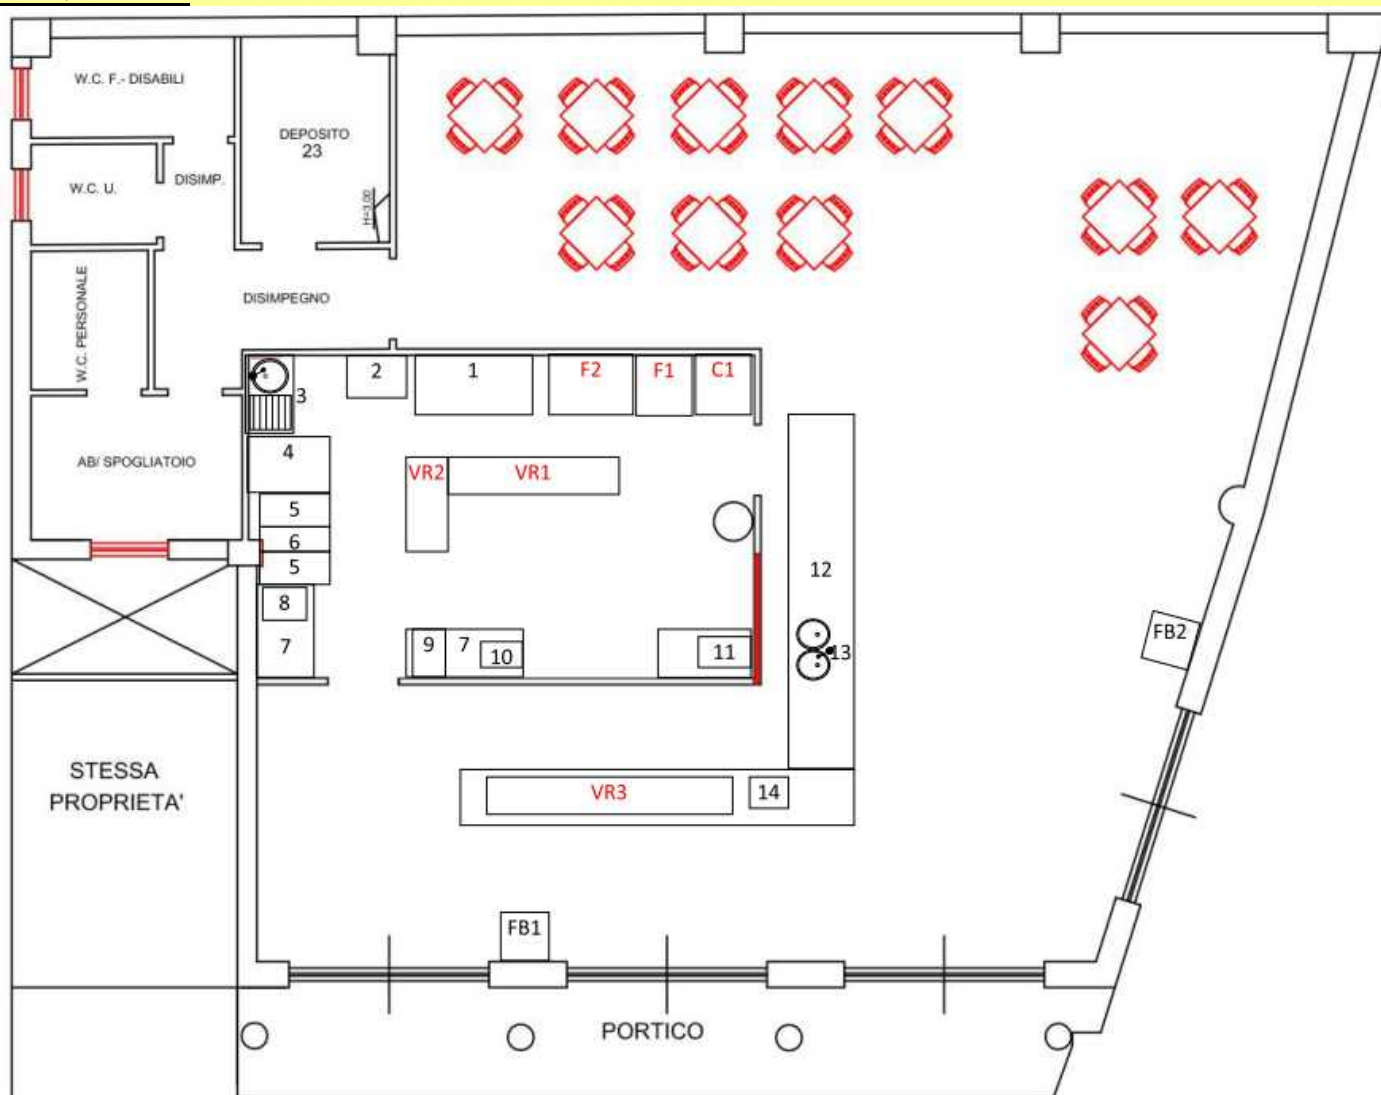 W.C. F.- DISABILI
DEPOSITO
23
W.C. U.
DISIMP.
H=3.00
DISIMPEGNO
W.C. PERSONALE
AB/ SPOGLIATOIO
3
2
1
F2
F1
C1
4
VR2
VR1
5
6
5
8
7
9
7
10
11
12
13
FB2
STESSA
PROPRIETA'
VR3
14
FB1
PORTICO